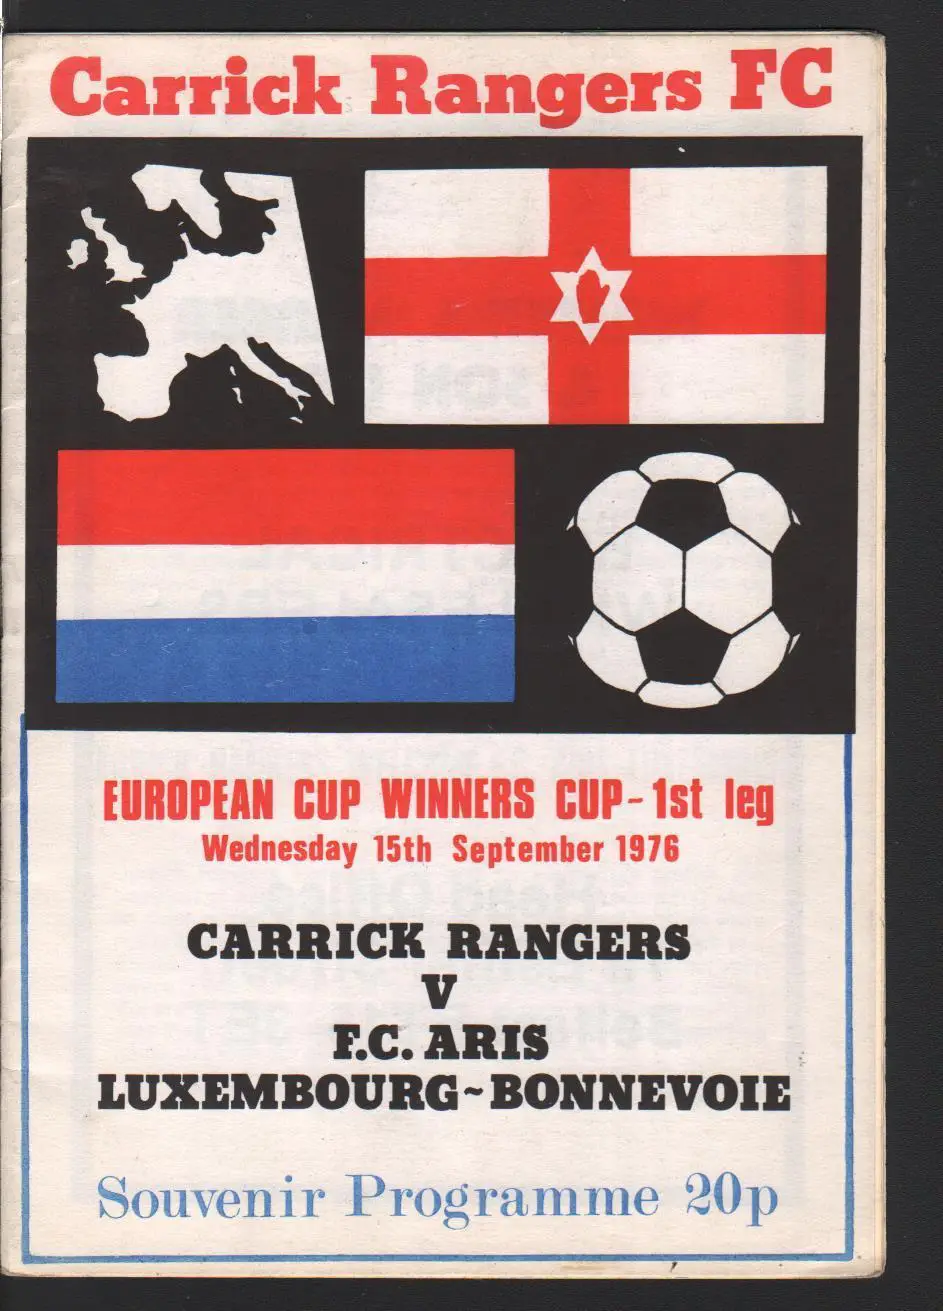 Carrick Rangers FC
EUROPEAN CUP WINNERS CUP - 1st leg
Wednesday 15th September 1976
CARRICK RANGERS
V
F.C. ARIS
LUXEMBOURG~BONNEVOIE
Souvenir Programme 20p